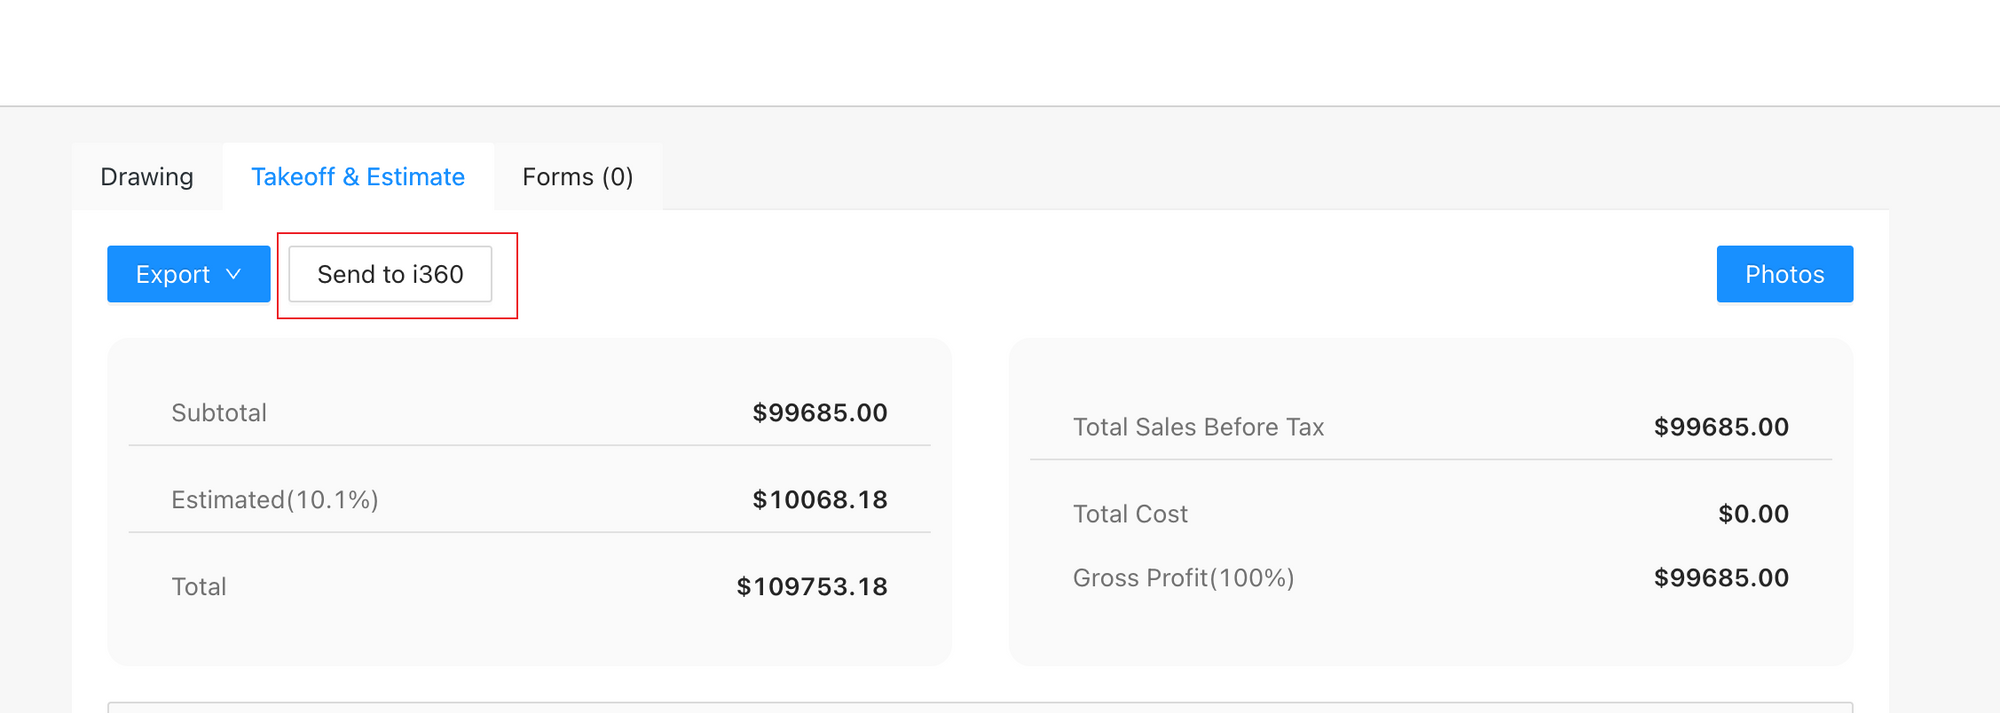 Drawing
Takeoff & Estimate
Forms (0)
Export
Send to i360
Photos
Subtotal $99685.00
Estimated(10.1%) $10068.18
Total $109753.18
Total Sales Before Tax $99685.00
Total Cost $0.00
Gross Profit(100%) $99685.00